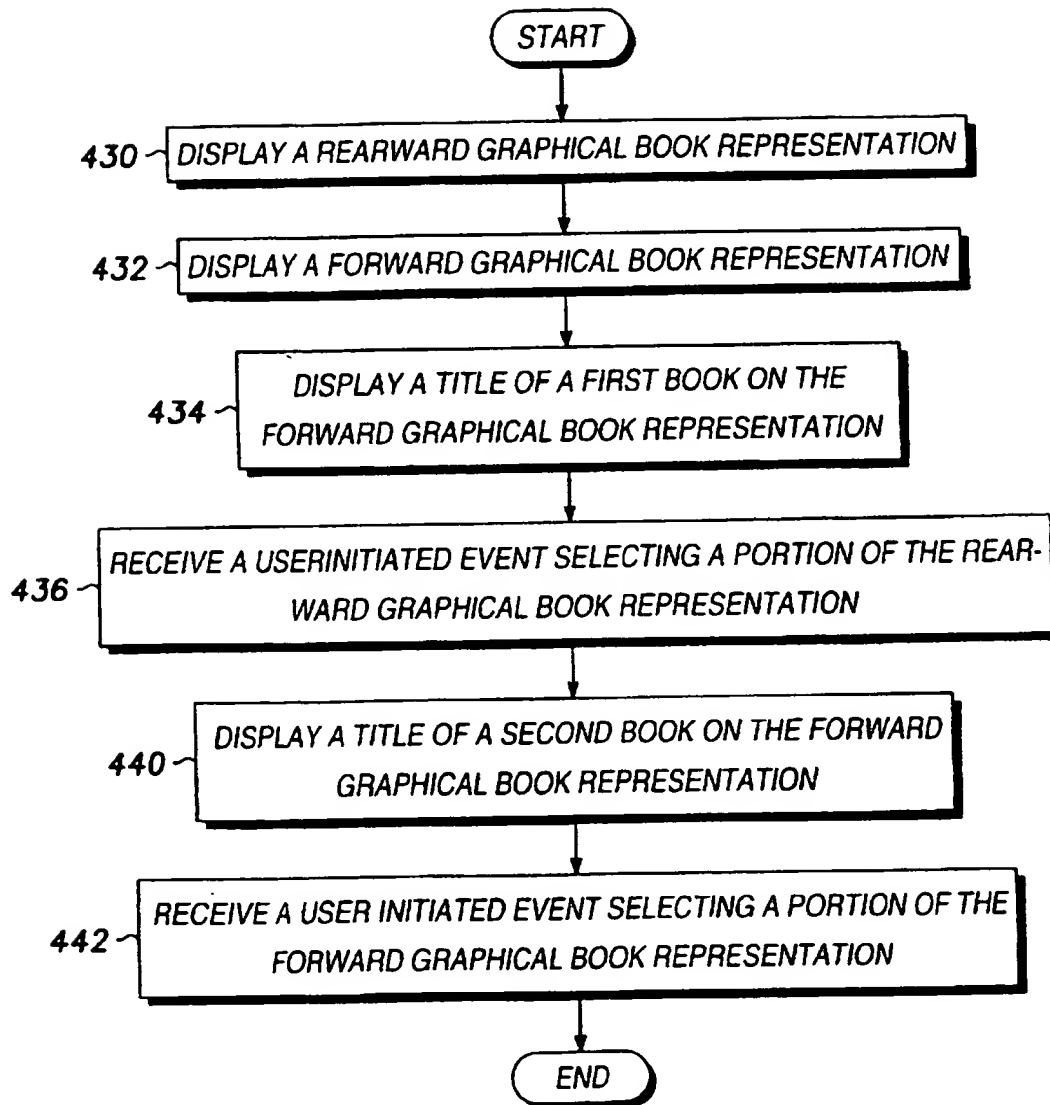 START
430
DISPLAY A REARWARD GRAPHICAL BOOK REPRESENTATION
432
DISPLAY A FORWARD GRAPHICAL BOOK REPRESENTATION
434
DISPLAY A TITLE OF A FIRST BOOK ON THE
FORWARD GRAPHICAL BOOK REPRESENTATION
436
RECEIVE A USERINITIATED EVENT SELECTING A PORTION OF THE REAR-
WARD GRAPHICAL BOOK REPRESENTATION
440
DISPLAY A TITLE OF A SECOND BOOK ON THE FORWARD
GRAPHICAL BOOK REPRESENTATION
442
RECEIVE A USER INITIATED EVENT SELECTING A PORTION OF THE
FORWARD GRAPHICAL BOOK REPRESENTATION
END